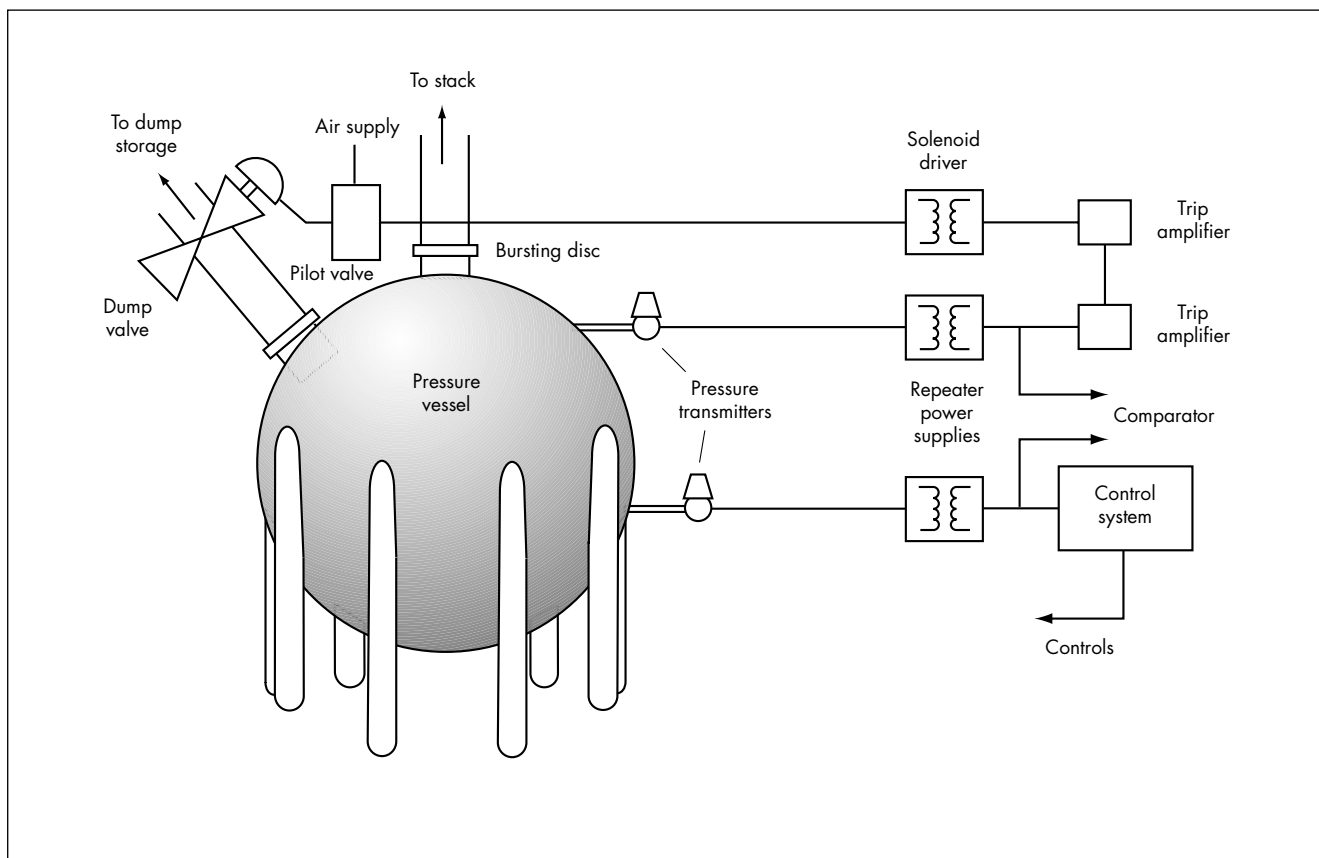 To stack
To dump
storage
Air supply
Solenoid
driver
Trip
amplifier
Bursting disc
Pilot valve
Dump
valve
Trip
amplifier
Pressure
vessel
Pressure
transmitters
Repeater
power
supplies
Comparator
Control
system
Controls